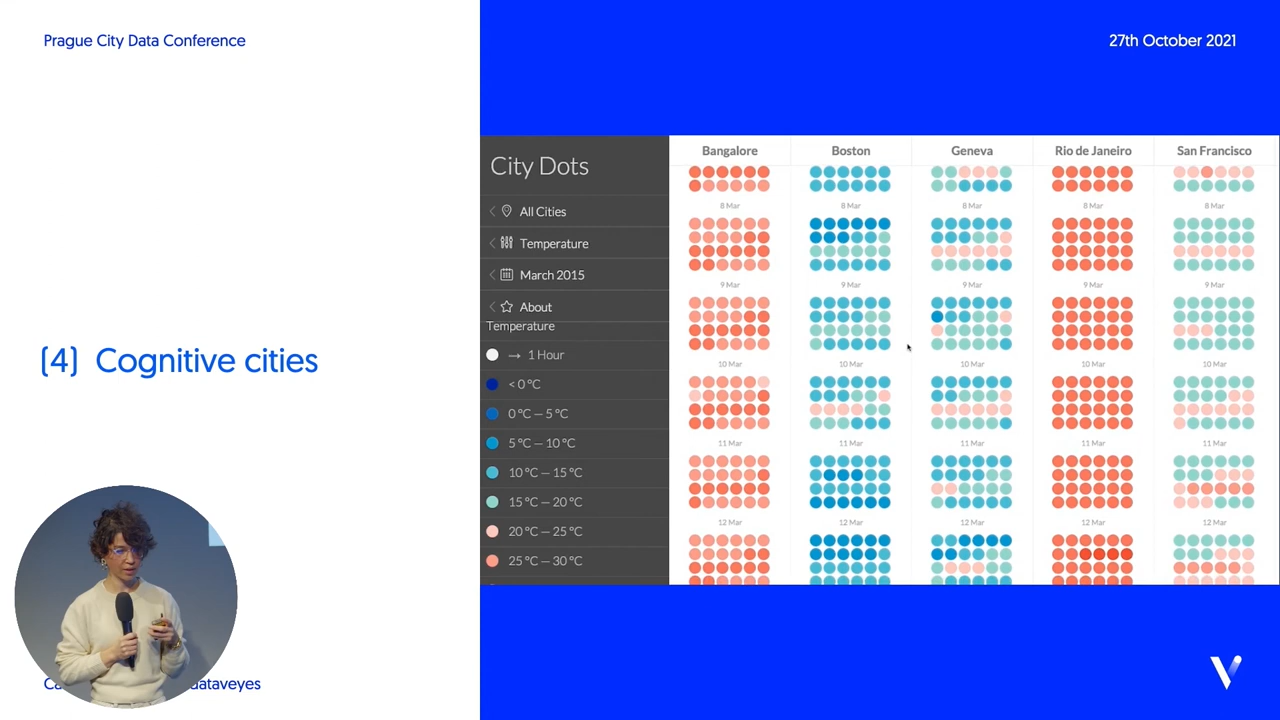 Prague City Data Conference
27th October 2021
(4) Cognitive cities
City Dots
All Cities
Temperature
March 2015
About
Temperature
→ 1 Hour
< 0 °C
0 °C — 5 °C
5 °C — 10 °C
10 °C — 15 °C
15 °C — 20 °C
20 °C — 25 °C
25 °C — 30 °C
Bangalore Boston Geneva Rio de Janeiro San Francisco
8 Mar 8 Mar 8 Mar 8 Mar 8 Mar
9 Mar 9 Mar 9 Mar 9 Mar 9 Mar
10 Mar 10 Mar 10 Mar 10 Mar 10 Mar
11 Mar 11 Mar 11 Mar 11 Mar 11 Mar
12 Mar 12 Mar 12 Mar 12 Mar 12 Mar